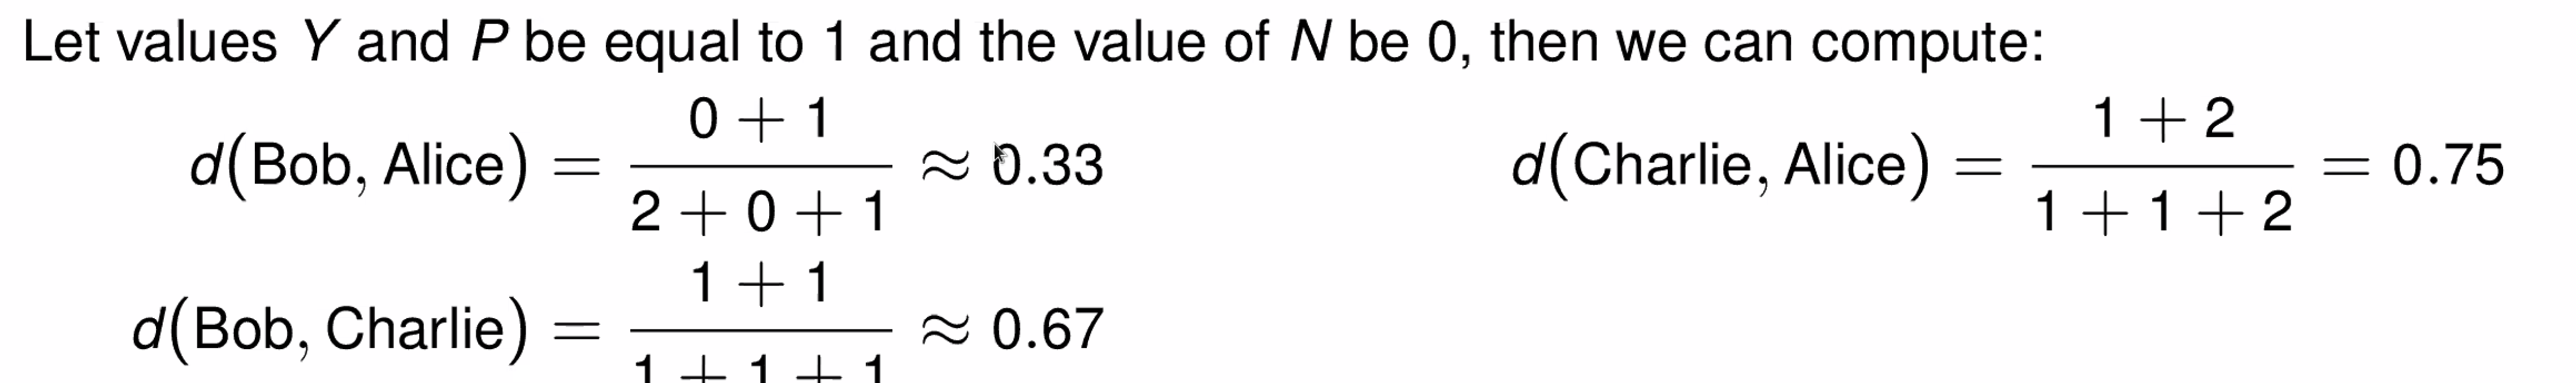 Let values Y and P be equal to 1 and the value of N be 0, then we can compute:
d(Bob, Alice) = (0 + 1) / (2 + 0 + 1) ≈ 0.33
d(Charlie, Alice) = (1 + 2) / (1 + 1 + 2) = 0.75
d(Bob, Charlie) = (1 + 1) / (1 + 1 + 1) ≈ 0.67